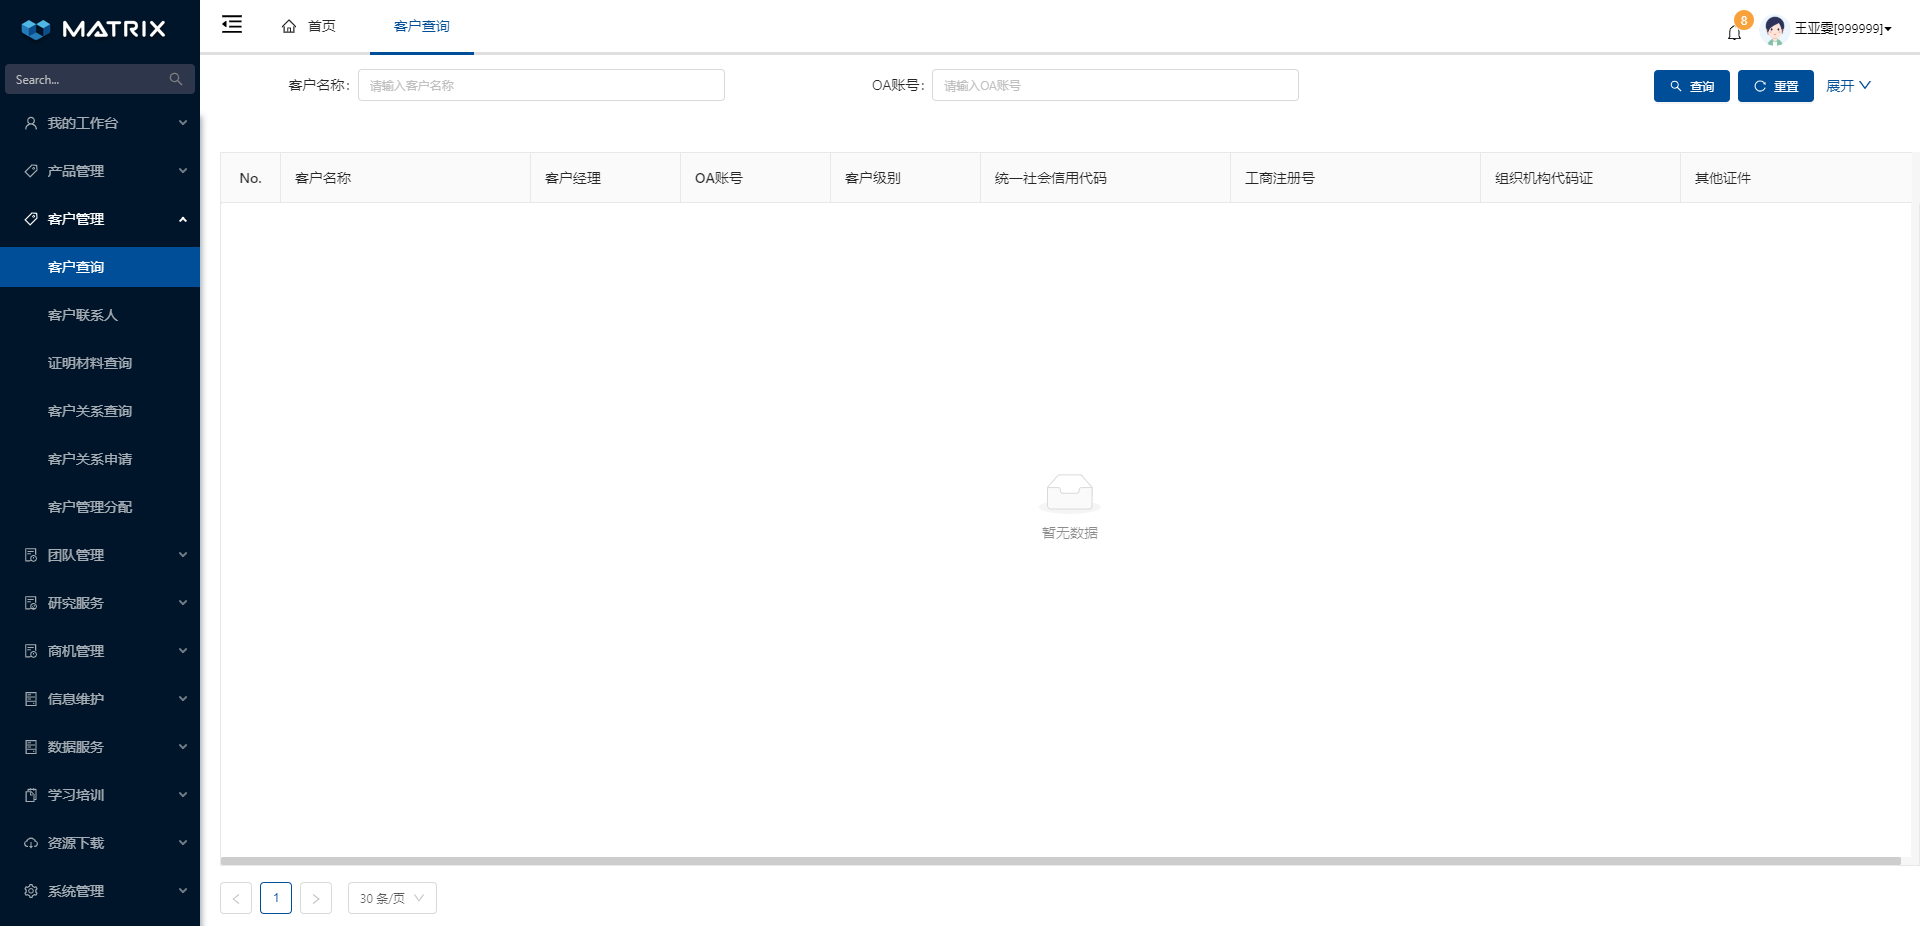 MATRIX
Search...
我的工作台
产品管理
客户管理
客户查询
客户联系人
证明材料查询
客户关系查询
客户关系申请
客户管理分配
团队管理
研究服务
商机管理
信息维护
数据服务
学习培训
资源下载
系统管理
首页
客户查询
8
王亚雯[999999]
客户名称:
请输入客户名称
OA账号:
请输入OA账号
查询
重置
展开
No.
客户名称
客户经理
OA账号
客户级别
统一社会信用代码
工商注册号
组织机构代码证
其他证件
暂无数据
1
30 条/页